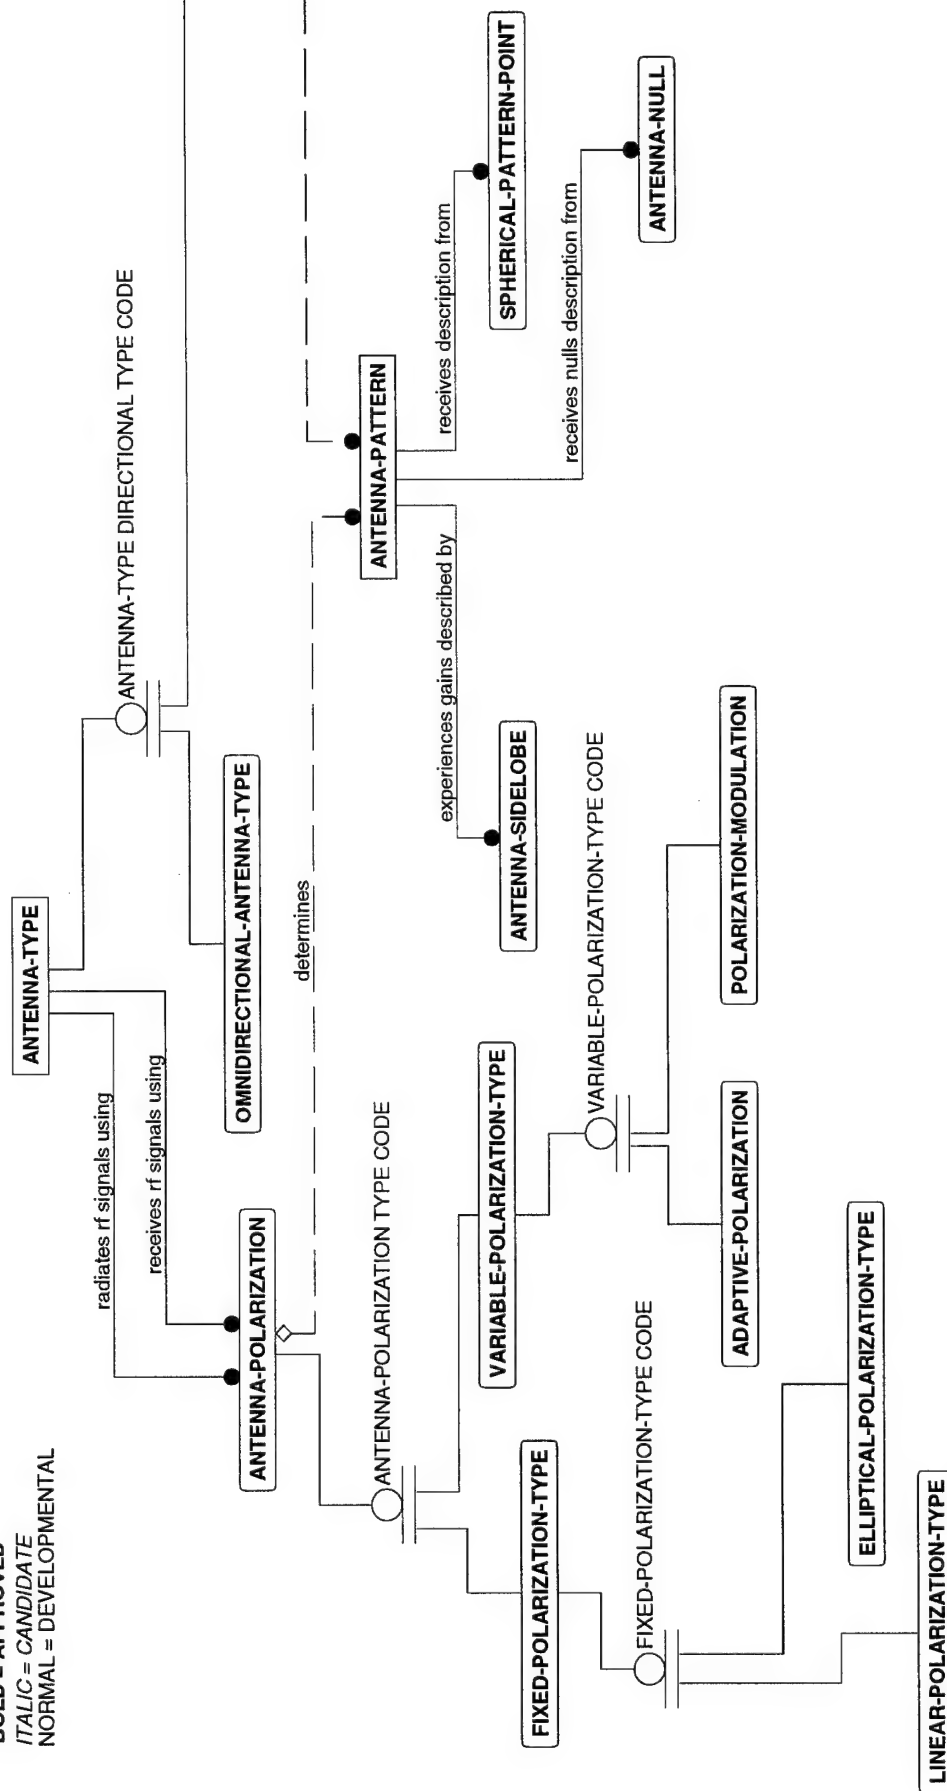 BOLD = APPROVED
ITALIC = CANDIDATE
NORMAL = DEVELOPMENTAL
ANTENNA-TYPE
radiates rf signals using
receives rf signals using
ANTENNA-TYPE DIRECTIONAL TYPE CODE
OMNIDIRECTIONAL-ANTENNA-TYPE
ANTENNA-POLARIZATION
determines
ANTENNA-PATTERN
ANTENNA-POLARIZATION TYPE CODE
experiences gains described by
receives description from
VARIABLE-POLARIZATION-TYPE
ANTENNA-SIDELOBE
SPHERICAL-PATTERN-POINT
FIXED-POLARIZATION-TYPE
receives nulls description from
VARIABLE-POLARIZATION-TYPE CODE
FIXED-POLARIZATION-TYPE CODE
ANTENNA-NULL
ADAPTIVE-POLARIZATION
POLARIZATION-MODULATION
ELLIPTICAL-POLARIZATION-TYPE
LINEAR-POLARIZATION-TYPE